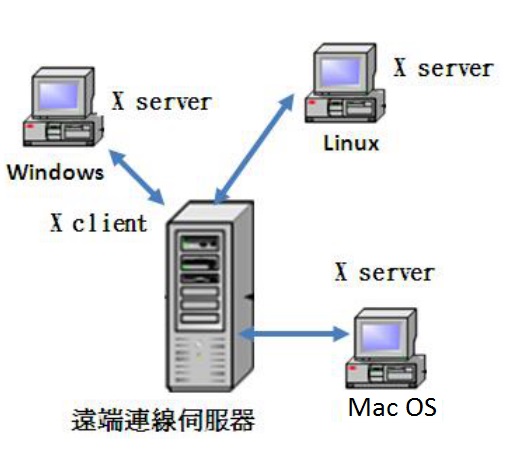 X server
Linux
X server
Windows
X client
X server
Mac OS
遠端連線伺服器